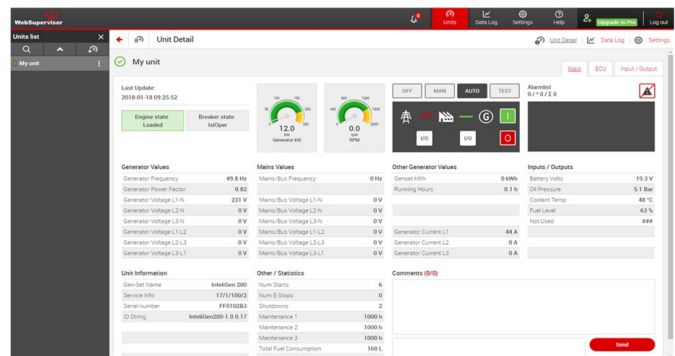 WebSupervisor
Units
Data Log
Settings
Help
Upgrade to Pro
Log out
Units list
×
Unit Detail
Unit Detail
Data Log
Settings
My unit
My unit
Main
ECU
Input / Output
Last Update:
2018-01-18 09:25:52
Engine state:
Loaded
Breaker state:
IslOper
12.0
kW
Generator kW
0.0
rpm
RPM
OFF
MAN
AUTO
TEST
G
I
I/O
I/O
O
Alarmlist
0 / * 0 / Σ 0
Generator Values
Generator Frequency 49.8 Hz
Generator Power Factor 0.82
Generator Voltage L1-N 231 V
Generator Voltage L2-N 0 V
Generator Voltage L3-N 0 V
Generator Voltage L1-L2 0 V
Generator Voltage L2-L3 0 V
Generator Voltage L3-L1 0 V
Mains Values
Mains/Bus Frequency 0 Hz
Mains/Bus Voltage L1-N 0 V
Mains/Bus Voltage L2-N 0 V
Mains/Bus Voltage L3-N 0 V
Mains/Bus Voltage L1-L2 0 V
Mains/Bus Voltage L2-L3 0 V
Mains/Bus Voltage L3-L1 0 V
Other Generator Values
Genset kWh 0 kWh
Running Hours 0.1 h
Generator Current L1 44 A
Generator Current L2 0 A
Generator Current L3 0 A
Inputs / Outputs
Battery Volts 19.3 V
Oil Pressure 5.1 Bar
Coolant Temp 48 °C
Fuel Level 63 %
Not Used ###
Unit Information
Gen-Set Name InteliGen 200
Service Info 17/1/100/2
Serial number FF0102B3
ID String InteliGen200-1.0.0.17
Other / Statistics
Num Starts 6
Num E-Stops 0
Shutdowns 2
Maintenance 1 1000 h
Maintenance 2 1000 h
Maintenance 3 1000 h
Total Fuel Consumption 160 L
Comments (0/0)
Send